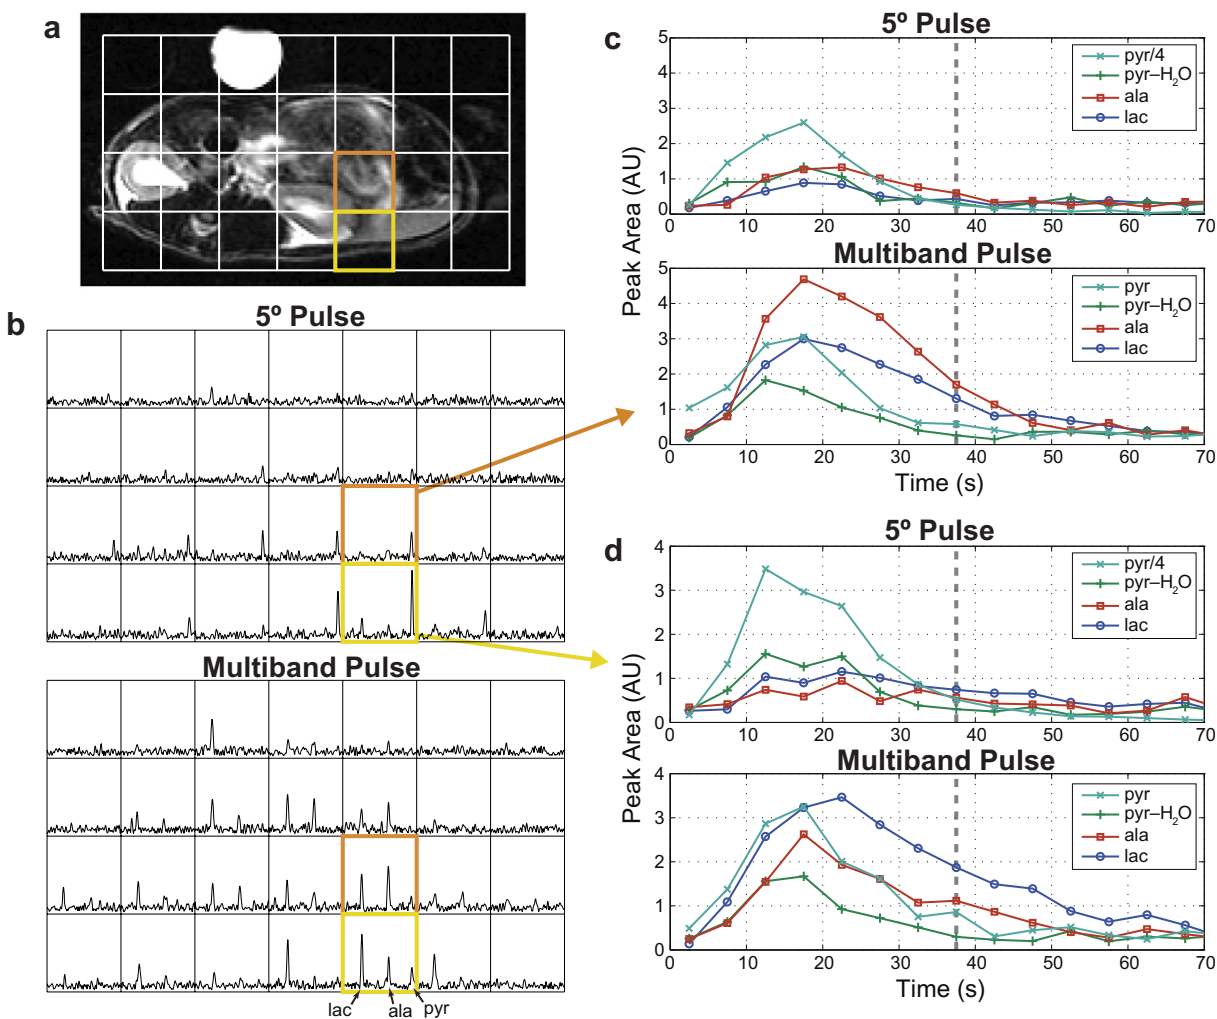 a
b
5º Pulse
Multiband Pulse
lac
ala
pyr
c
5º Pulse
5
4
3
2
1
0
0 10 20 30 40 50 60 70
pyr/4
pyr–H2O
ala
lac
Peak Area (AU)
Multiband Pulse
5
4
3
2
1
0
0 10 20 30 40 50 60 70
pyr
pyr–H2O
ala
lac
Time (s)
d
5º Pulse
4
3
2
1
0
0 10 20 30 40 50 60 70
pyr/4
pyr–H2O
ala
lac
Peak Area (AU)
Multiband Pulse
4
3
2
1
0
0 10 20 30 40 50 60 70
pyr
pyr–H2O
ala
lac
Time (s)